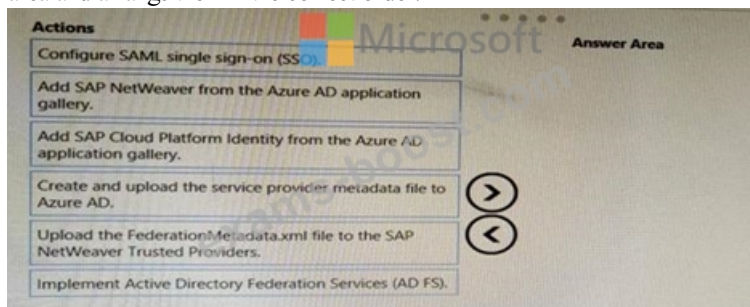 Actions
Microsoft
Answer Area
Configure SAML single sign-on (SSO).
Add SAP NetWeaver from the Azure AD application
gallery.
Add SAP Cloud Platform Identity from the Azure AD
application gallery.
Create and upload the service provider metadata file to
Azure AD.
Upload the FederationMetadata.xml file to the SAP
NetWeaver Trusted Providers.
Implement Active Directory Federation Services (AD FS).
exams-boost.com